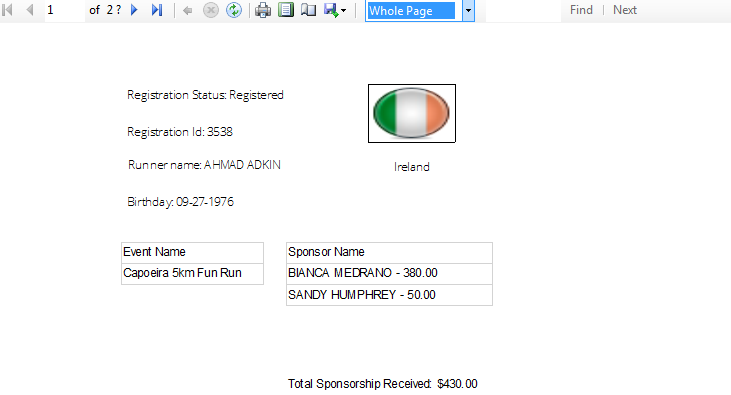 1 of 2 ? Whole Page Find | Next
Registration Status: Registered
Registration Id: 3538
Runner name: AHMAD ADKIN
Ireland
Birthday: 09-27-1976
Event Name
Capoeira 5km Fun Run
Sponsor Name
BIANCA MEDRANO - 380.00
SANDY HUMPHREY - 50.00
Total Sponsorship Received: $430.00